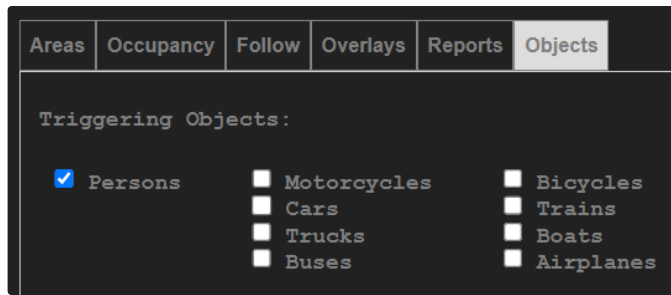 Areas Occupancy Follow Overlays Reports Objects
Triggering Objects:
Persons Motorcycles Bicycles
Cars Trains
Trucks Boats
Buses Airplanes